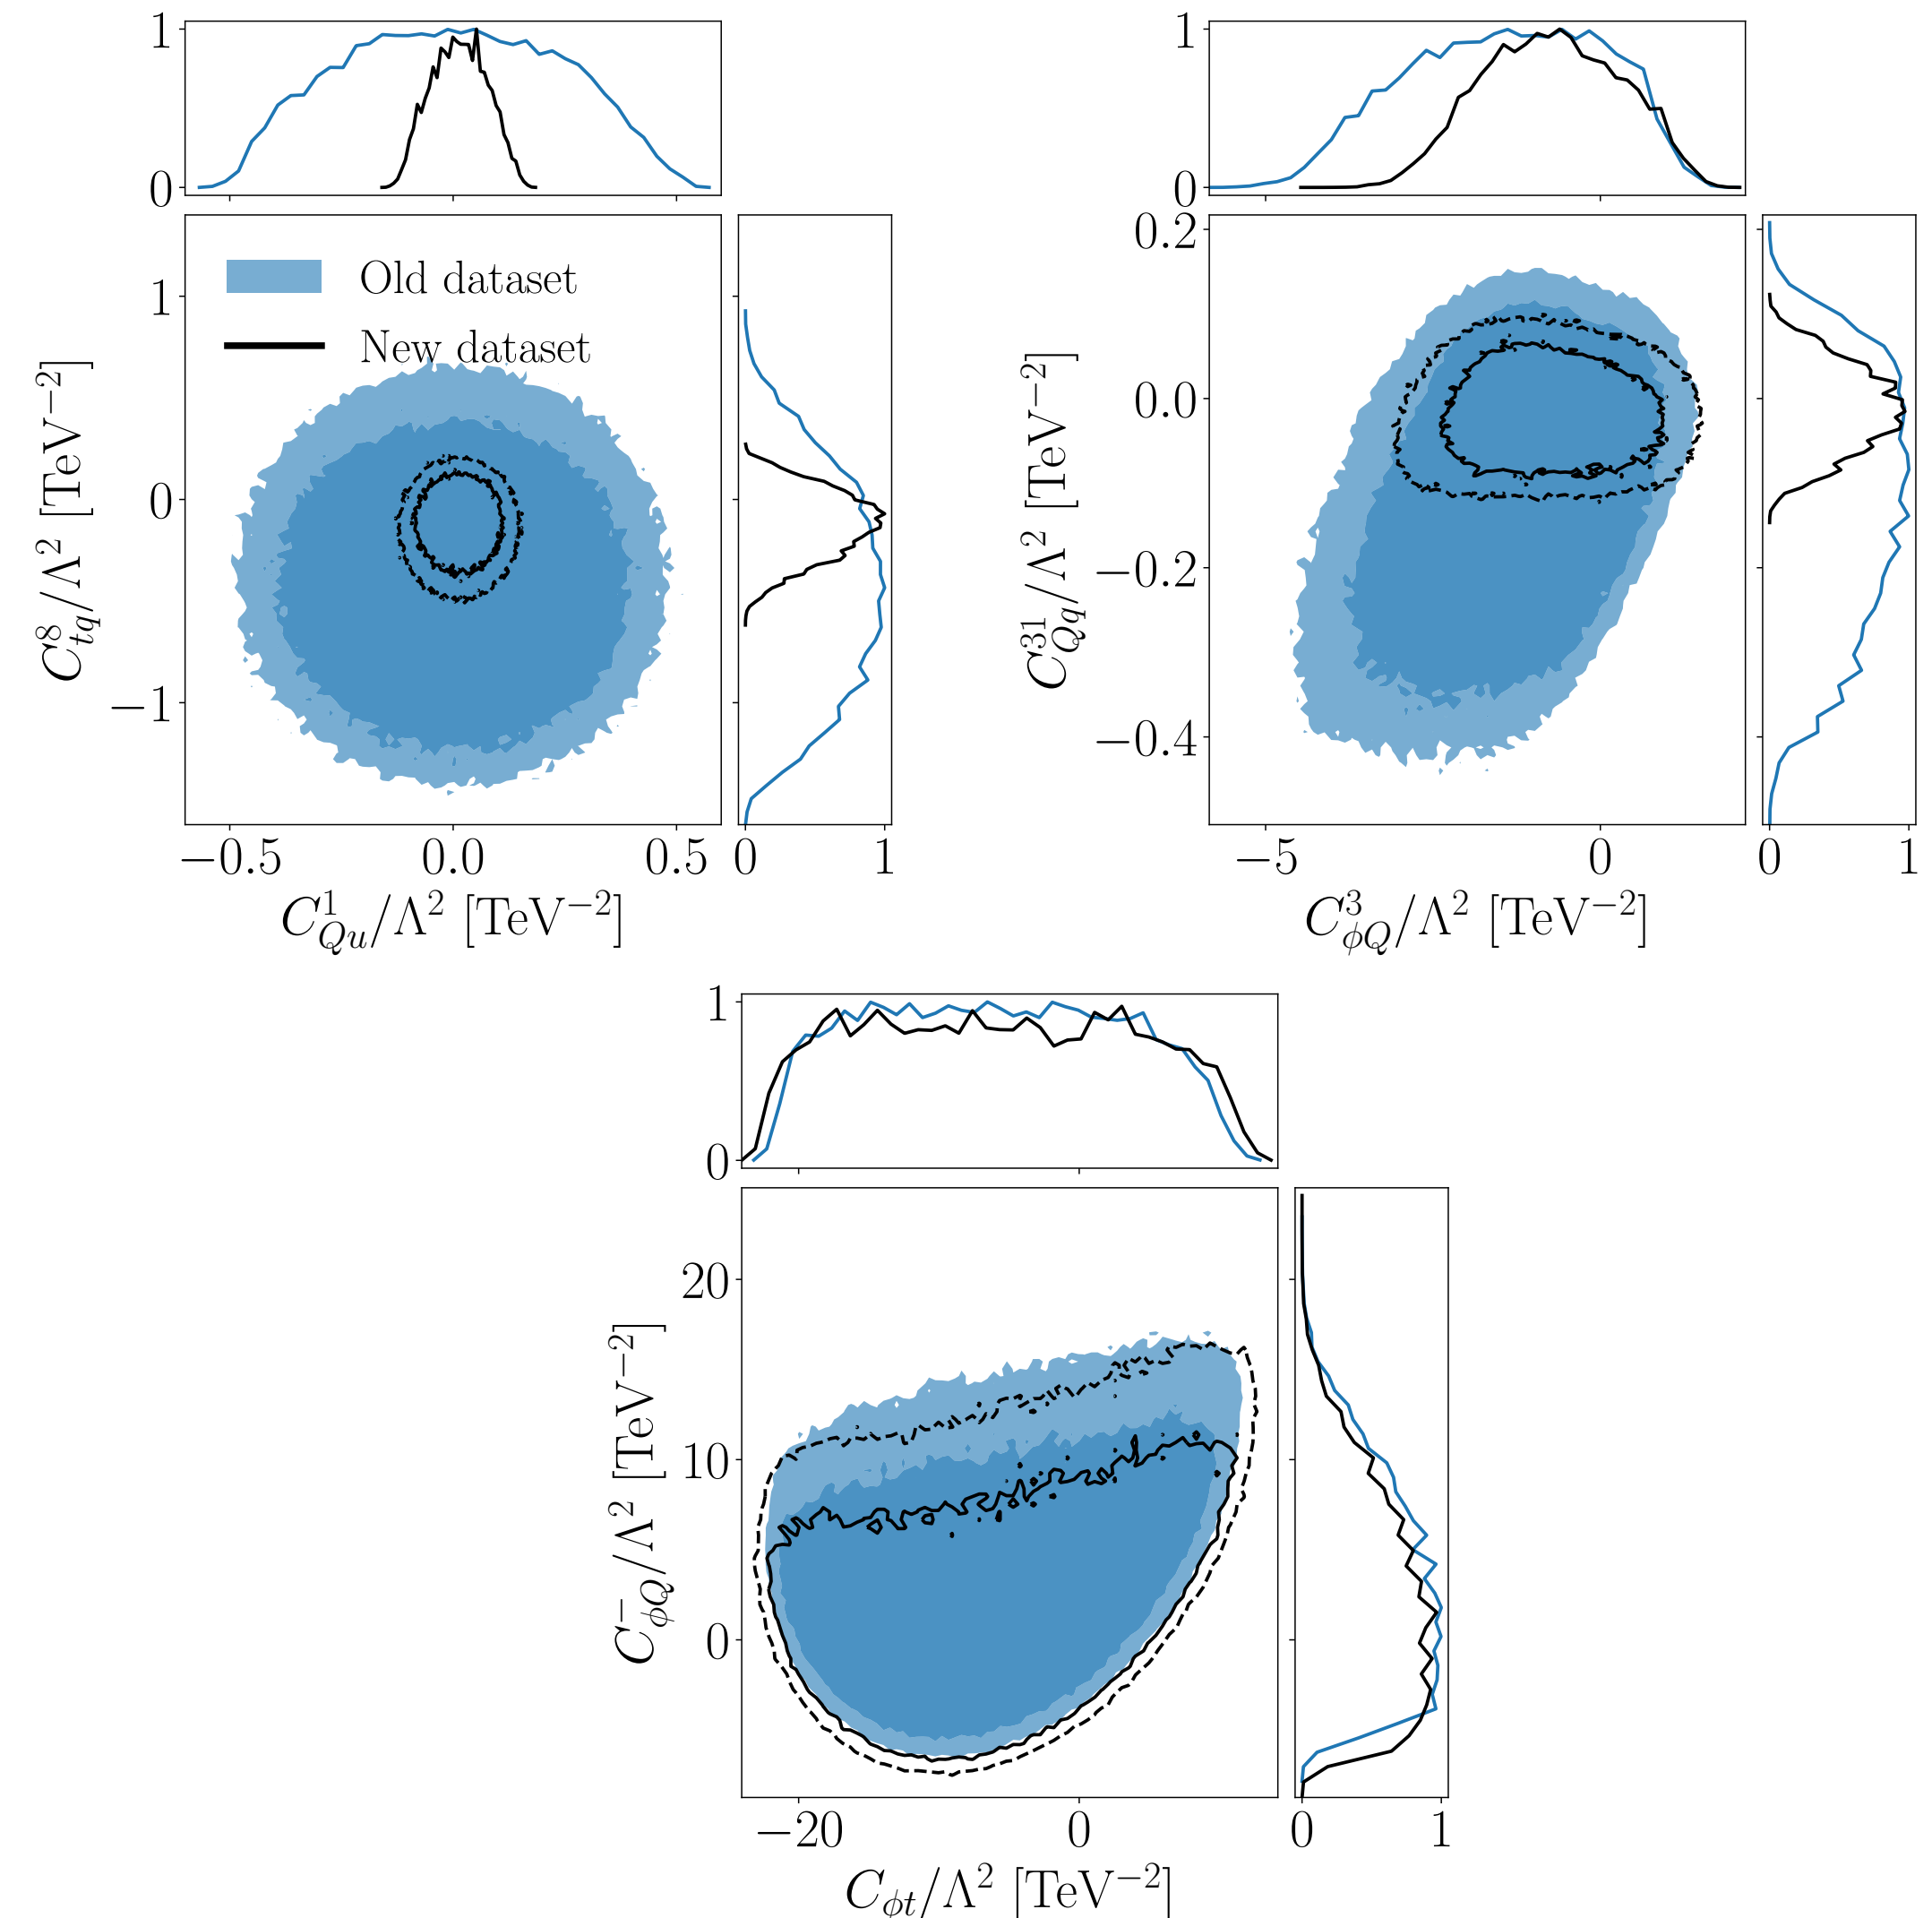 1
0
1
0
Old dataset
New dataset
1
0
−1
C^8_{tq}/Λ^2 [TeV^{−2}]
−0.5 0.0 0.5
0 1
C^1_{Qu}/Λ^2 [TeV^{−2}]
0.2
0.0
−0.2
−0.4
C^{31}_{Qq}/Λ^2 [TeV^{−2}]
−5 0
0 1
C^3_{ϕQ}/Λ^2 [TeV^{−2}]
1
0
20
10
0
C^−_{ϕQ}/Λ^2 [TeV^{−2}]
−20 0
0 1
C_{ϕt}/Λ^2 [TeV^{−2}]